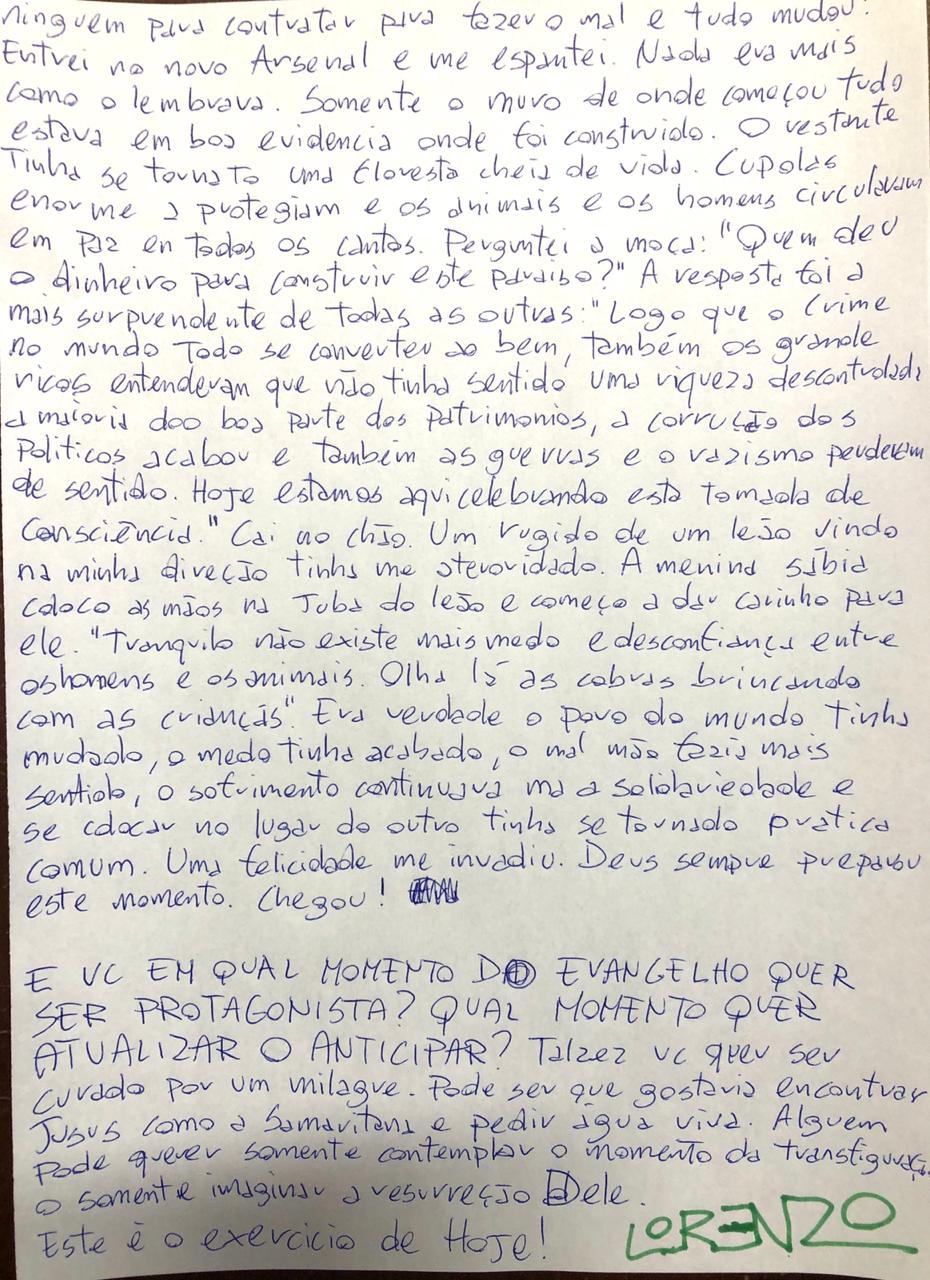 ninguem para contratar para fazer o mal e tudo mudou.
Entrei no novo Arsenal e me espantei. Nada era mais
como o lembrava. Somente o muro de onde começou tudo
estava em boa evidencia onde foi construido. O restante
Tinha se tornato uma floresta cheia de vida. Cupolas
enorme a protegiam e os animais e os homens circulavam
em paz en todos os cantos. Perguntei a moça: "Quem deu
o dinheiro para construir este paraiso?" A resposta foi a
mais surprendente de todas as outras: "Logo que o crime
no mundo Todo se converteu ao bem, também os grande
ricos entenderam que não tinha sentido uma riqueza descontrolada
a maioria doo boa parte dos patrimonios, a corrução dos
Politicos acabou e também as guerras e o razismo perderam
de sentido. Hoje estamos aqui celebrando esta tomada de
Consciência." Cai no chão. Um rugido de um leão vindo
na minha direção tinha me aterorizado. A menina sábia
coloco as mãos na Juba do leão e começo a dar carinho para
ele. "Tranquilo não existe mais medo e desconfiança entre
os homens e os animais. Olha lá as cobras brincando
com as crianças". Era verdade o povo do mundo tinha
mudado, o medo tinha acabado, o mal mão fazia mais
sentido, o sofrimento continuava ma a solidariedade e
se colocar no lugar do outro tinha se tornado pratica
comum. Uma felicidade me invadiu. Deus sempre preparou
este momento. Chegou!
E VC EM QUAL MOMENTO DO EVANGELHO QUER
SER PROTAGONISTA? QUAL MOMENTO QUER
ATUALIZAR O ANTICIPAR? Talzez vc quer ser
curado por um milagre. Pode ser que gostaria encontrar
Jusus como a Samaritana e pedir água viva. Alguem
Pode querer somente contemplar o momento da transfiguração.
o somente imaginar a resurreção Dele.
Este é o exercicio de Hoje! LORENZO